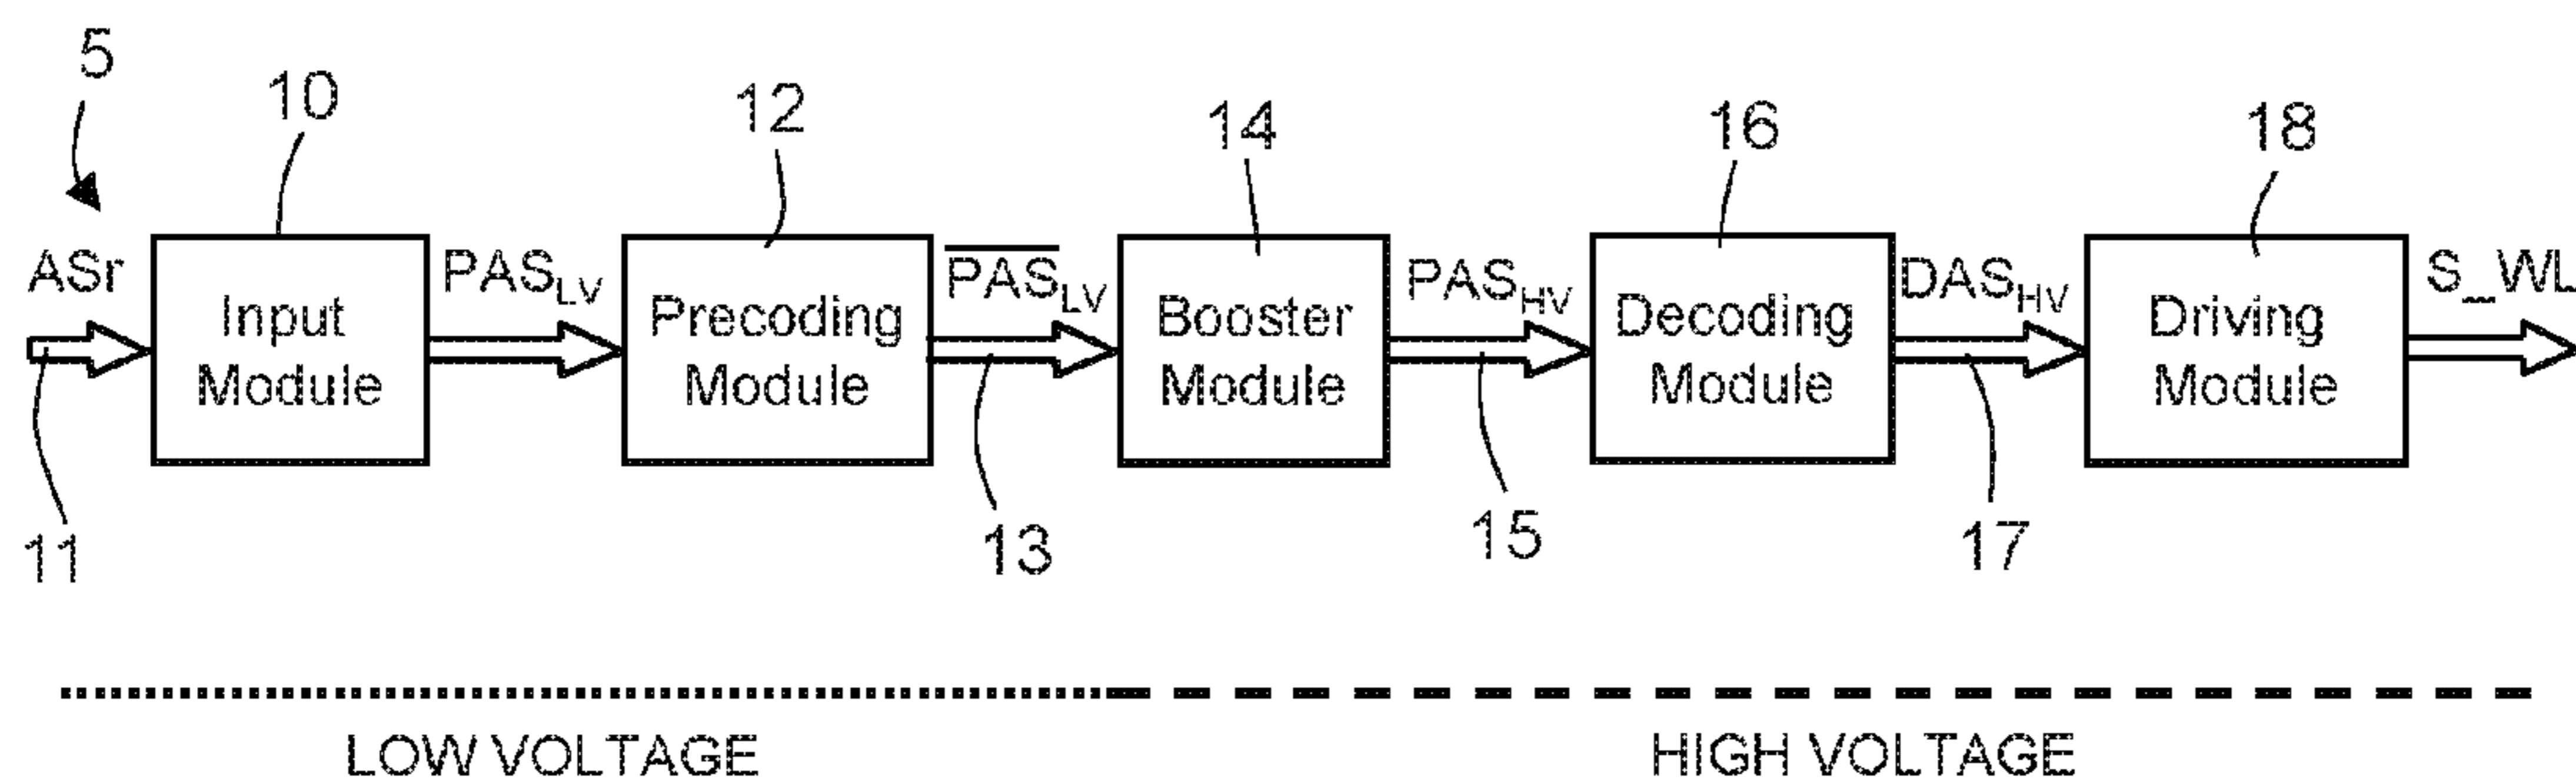 5
10
12
14
16
18
ASr
Input
Module
PAS_LV
Precoding
Module
P̅A̅S̅_LV
Booster
Module
PAS_HV
Decoding
Module
DAS_HV
Driving
Module
S_WL
11
13
15
17
LOW VOLTAGE
HIGH VOLTAGE